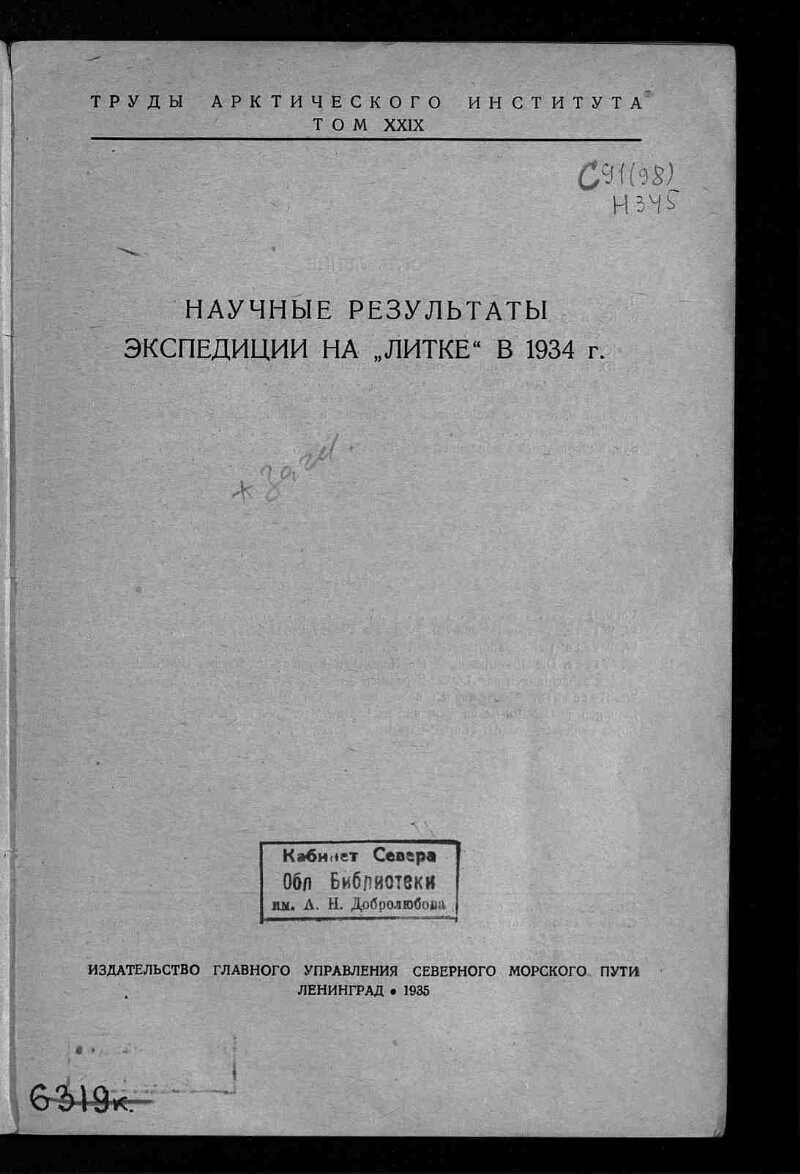 ТРУДЫ АРКТИЧЕСКОГО ИНСТИТУТА
ТОМ XXIX
С91(98)
Н345
НАУЧНЫЕ РЕЗУЛЬТАТЫ
ЭКСПЕДИЦИИ НА „ЛИТКЕ“ В 1934 г.
Кабинет Севера
Обл Библиотеки
им. А. Н. Добролюбова
ИЗДАТЕЛЬСТВО ГЛАВНОГО УПРАВЛЕНИЯ СЕВЕРНОГО МОРСКОГО ПУТИ
ЛЕНИНГРАД • 1935
6319к.